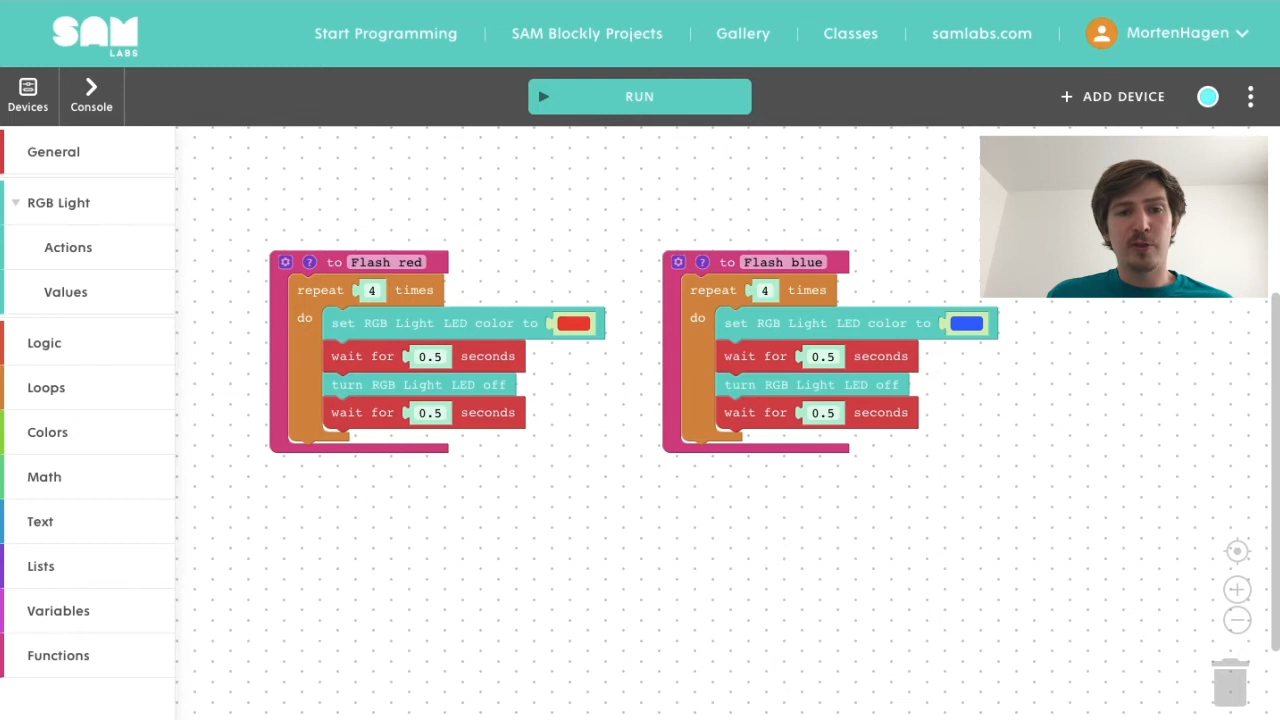 SAM
LABS
Start Programming
SAM Blockly Projects
Gallery
Classes
samlabs.com
MortenHagen
Devices
Console
RUN
+ ADD DEVICE
General
RGB Light
Actions
Values
Logic
Loops
Colors
Math
Text
Lists
Variables
Functions
? to Flash red
repeat 4 times
do
set RGB Light LED color to
wait for 0.5 seconds
turn RGB Light LED off
wait for 0.5 seconds
? to Flash blue
repeat 4 times
do
set RGB Light LED color to
wait for 0.5 seconds
turn RGB Light LED off
wait for 0.5 seconds